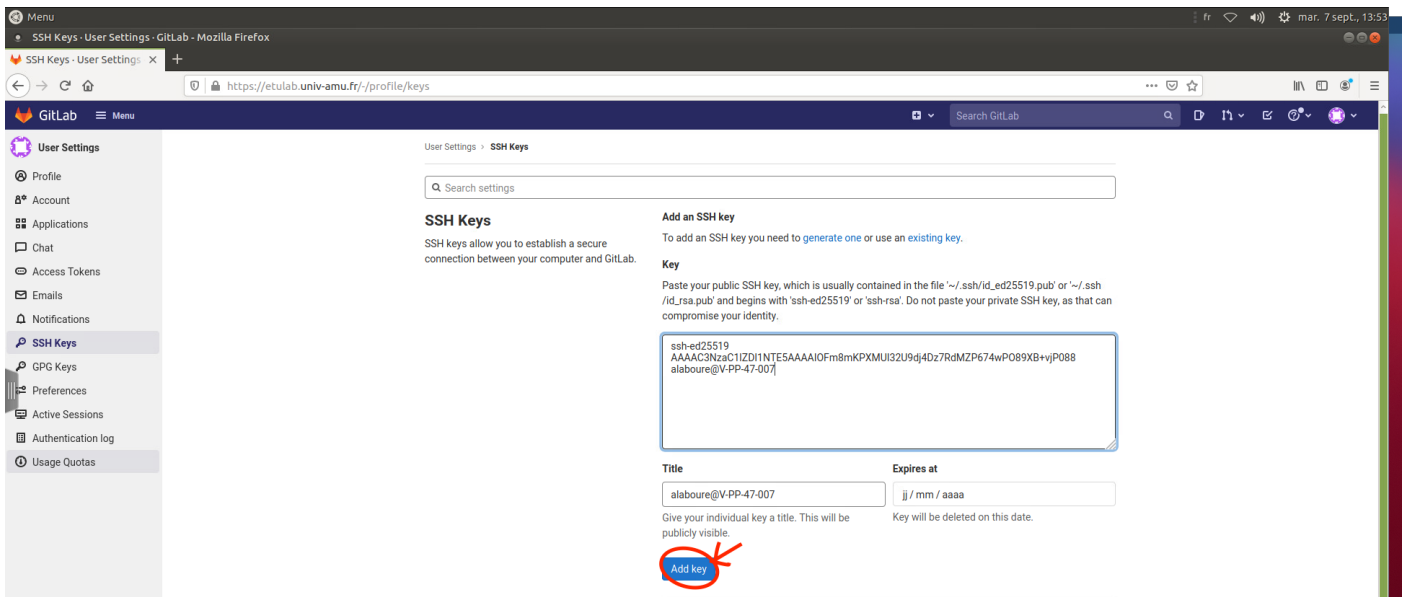 Menu
fr
mar. 7 sept., 13:53
SSH Keys · User Settings · GitLab - Mozilla Firefox
SSH Keys · User Settings
https://etulab.univ-amu.fr/-/profile/keys
GitLab
Menu
Search GitLab
User Settings
Profile
Account
Applications
Chat
Access Tokens
Emails
Notifications
SSH Keys
GPG Keys
Preferences
Active Sessions
Authentication log
Usage Quotas
User Settings > SSH Keys
Search settings
SSH Keys
SSH keys allow you to establish a secure
connection between your computer and GitLab.
Add an SSH key
To add an SSH key you need to generate one or use an existing key.
Key
Paste your public SSH key, which is usually contained in the file '~/.ssh/id_ed25519.pub' or '~/.ssh
/id_rsa.pub' and begins with 'ssh-ed25519' or 'ssh-rsa'. Do not paste your private SSH key, as that can
compromise your identity.
ssh-ed25519
AAAAC3NzaC1lZDI1NTE5AAAAIOFm8mKPXMUI32U9dj4Dz7RdMZP674wPO89XB+vjP088
alaboure@V-PP-47-007
Title
Expires at
alaboure@V-PP-47-007
jj / mm / aaaa
Give your individual key a title. This will be
publicly visible.
Key will be deleted on this date.
Add key